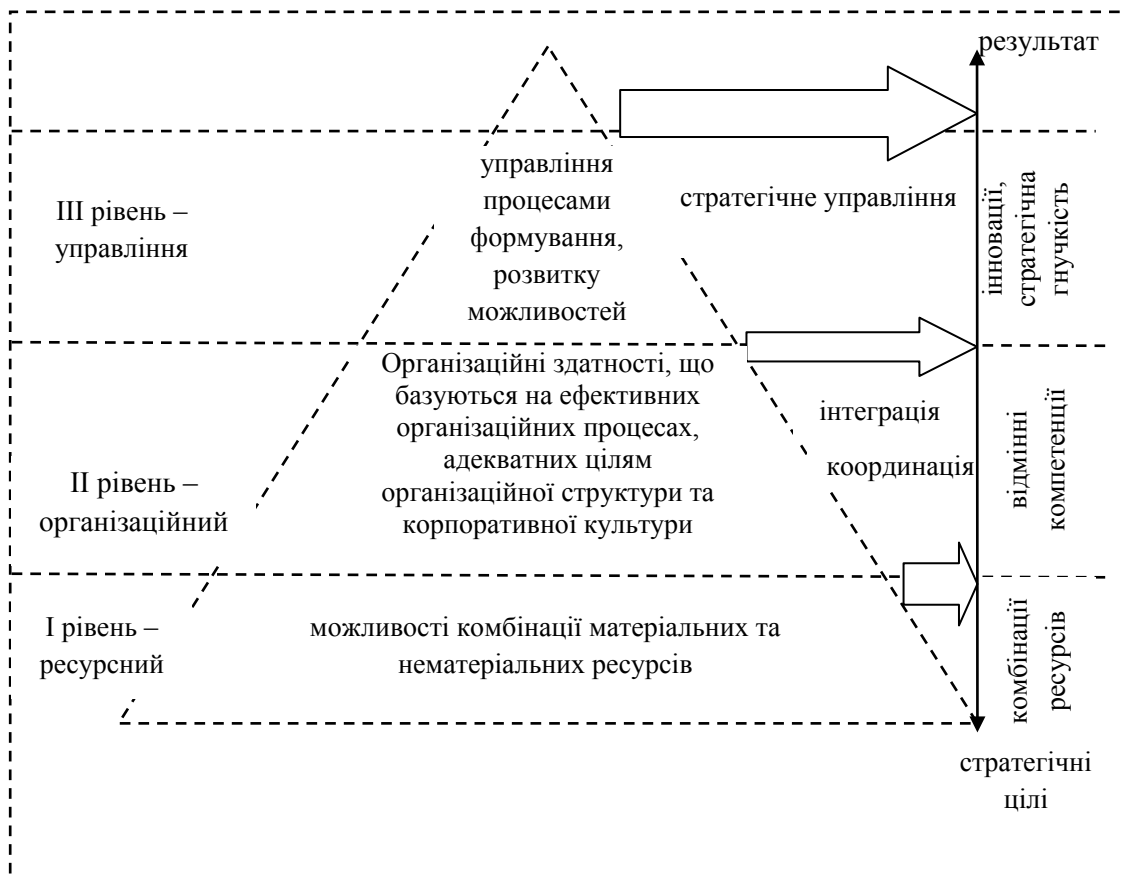 результат
III рівень –
управління
управління
процесами
формування,
розвитку
можливостей
стратегічне управління
інновації,
стратегічна
гнучкість
II рівень –
організаційний
Організаційні здатності, що
базуються на ефективних
організаційних процесах,
адекватних цілям
організаційної структури та
корпоративної культури
інтеграція
координація
відмінні
компетенції
I рівень –
ресурсний
можливості комбінації матеріальних та
нематеріальних ресурсів
комбінації
ресурсів
стратегічні
цілі